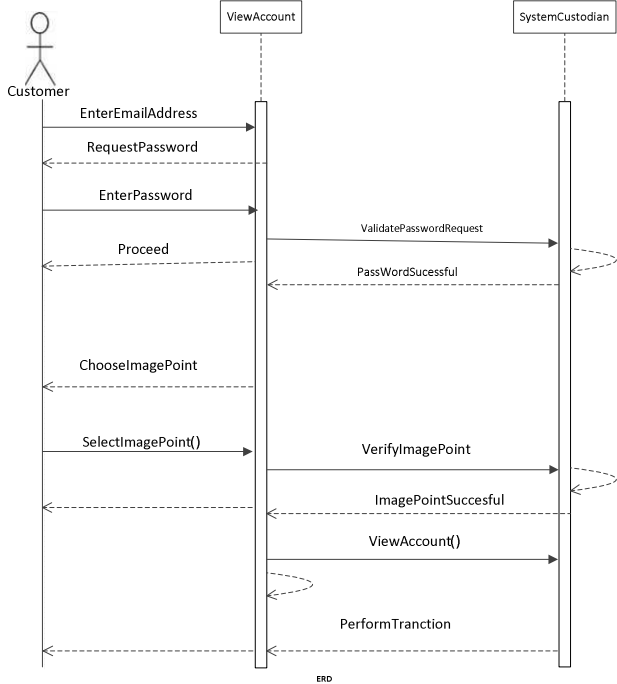 ViewAccount
SystemCustodian
Customer
EnterEmailAddress
RequestPassword
EnterPassword
ValidatePasswordRequest
Proceed
PassWordSucessful
ChooseImagePoint
SelectImagePoint()
VerifyImagePoint
ImagePointSuccesful
ViewAccount()
PerformTranction
ERD